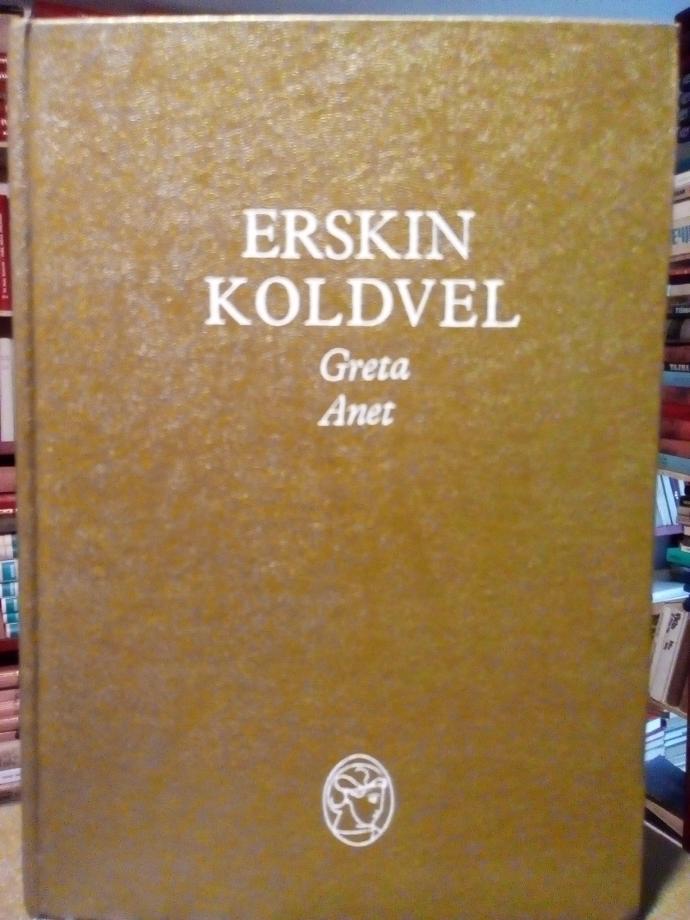 ERSKIN
KOLDVEL
Greta
Anet